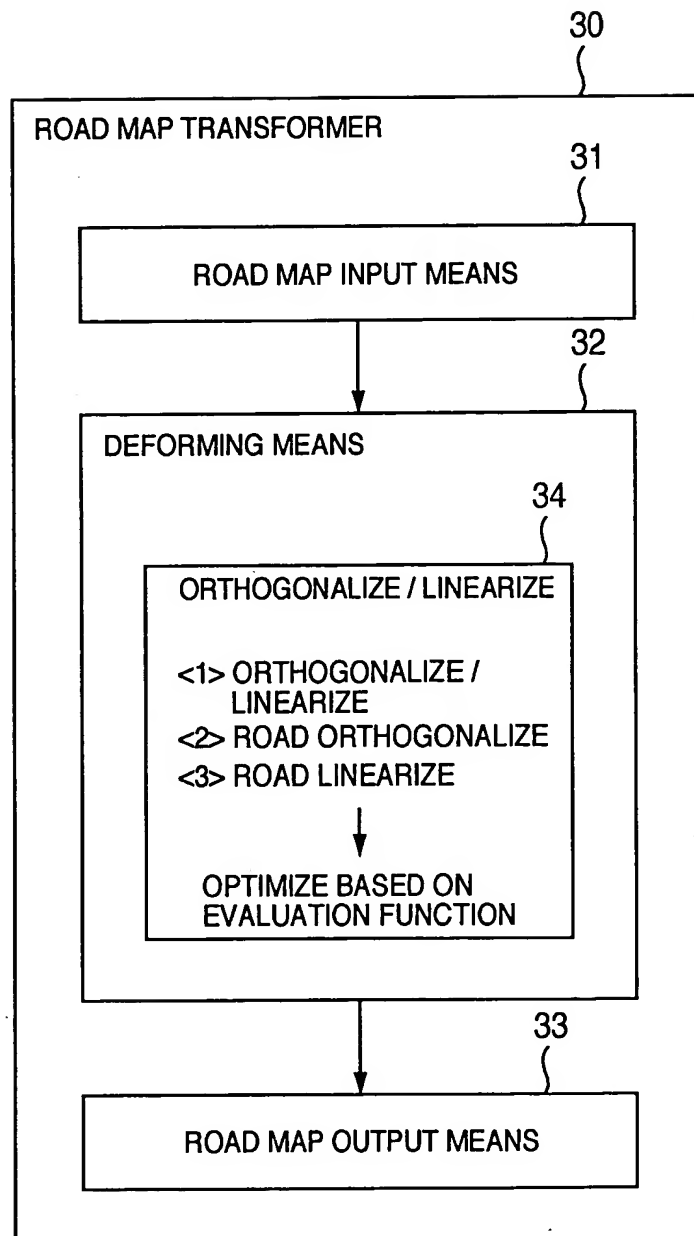 30
ROAD MAP TRANSFORMER
31
ROAD MAP INPUT MEANS
32
DEFORMING MEANS
34
ORTHOGONALIZE / LINEARIZE
<1> ORTHOGONALIZE /
LINEARIZE
<2> ROAD ORTHOGONALIZE
<3> ROAD LINEARIZE
OPTIMIZE BASED ON
EVALUATION FUNCTION
33
ROAD MAP OUTPUT MEANS